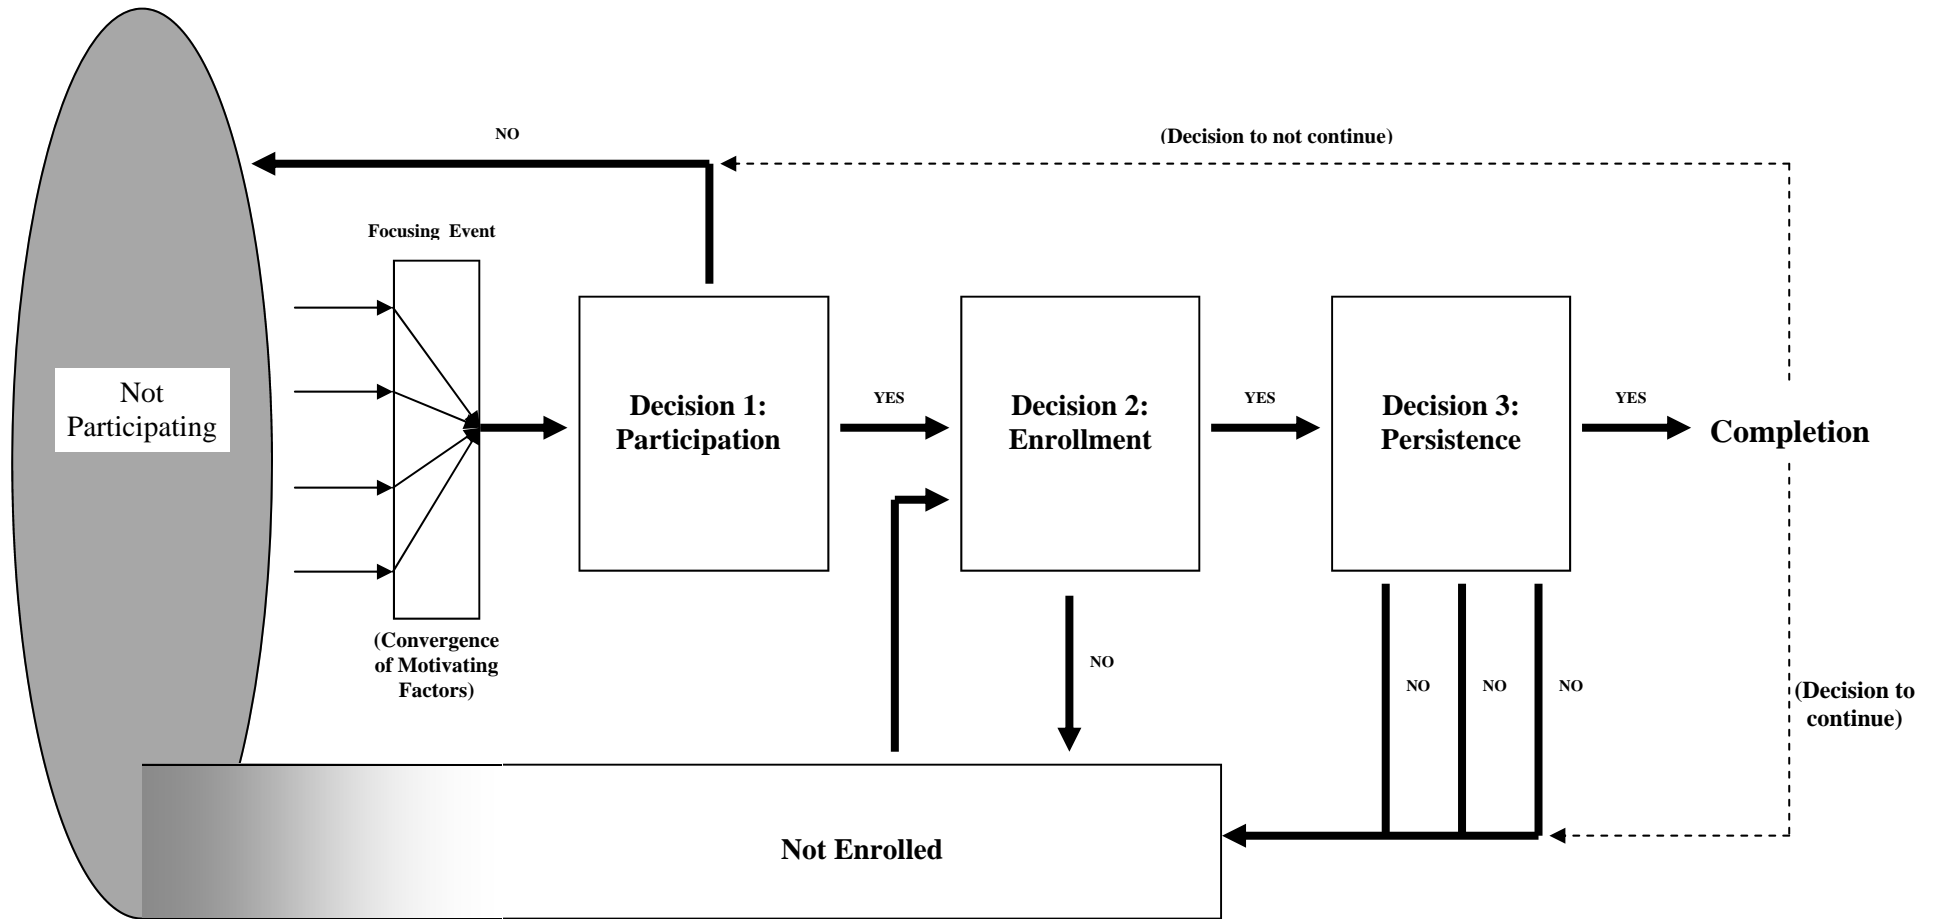 NO
(Decision to not continue)
Focusing Event
Not
Participating
Decision 1:
Participation
YES
Decision 2:
Enrollment
YES
Decision 3:
Persistence
YES
Completion
(Convergence
of Motivating
Factors)
NO
NO
NO
NO
(Decision to
continue)
Not Enrolled